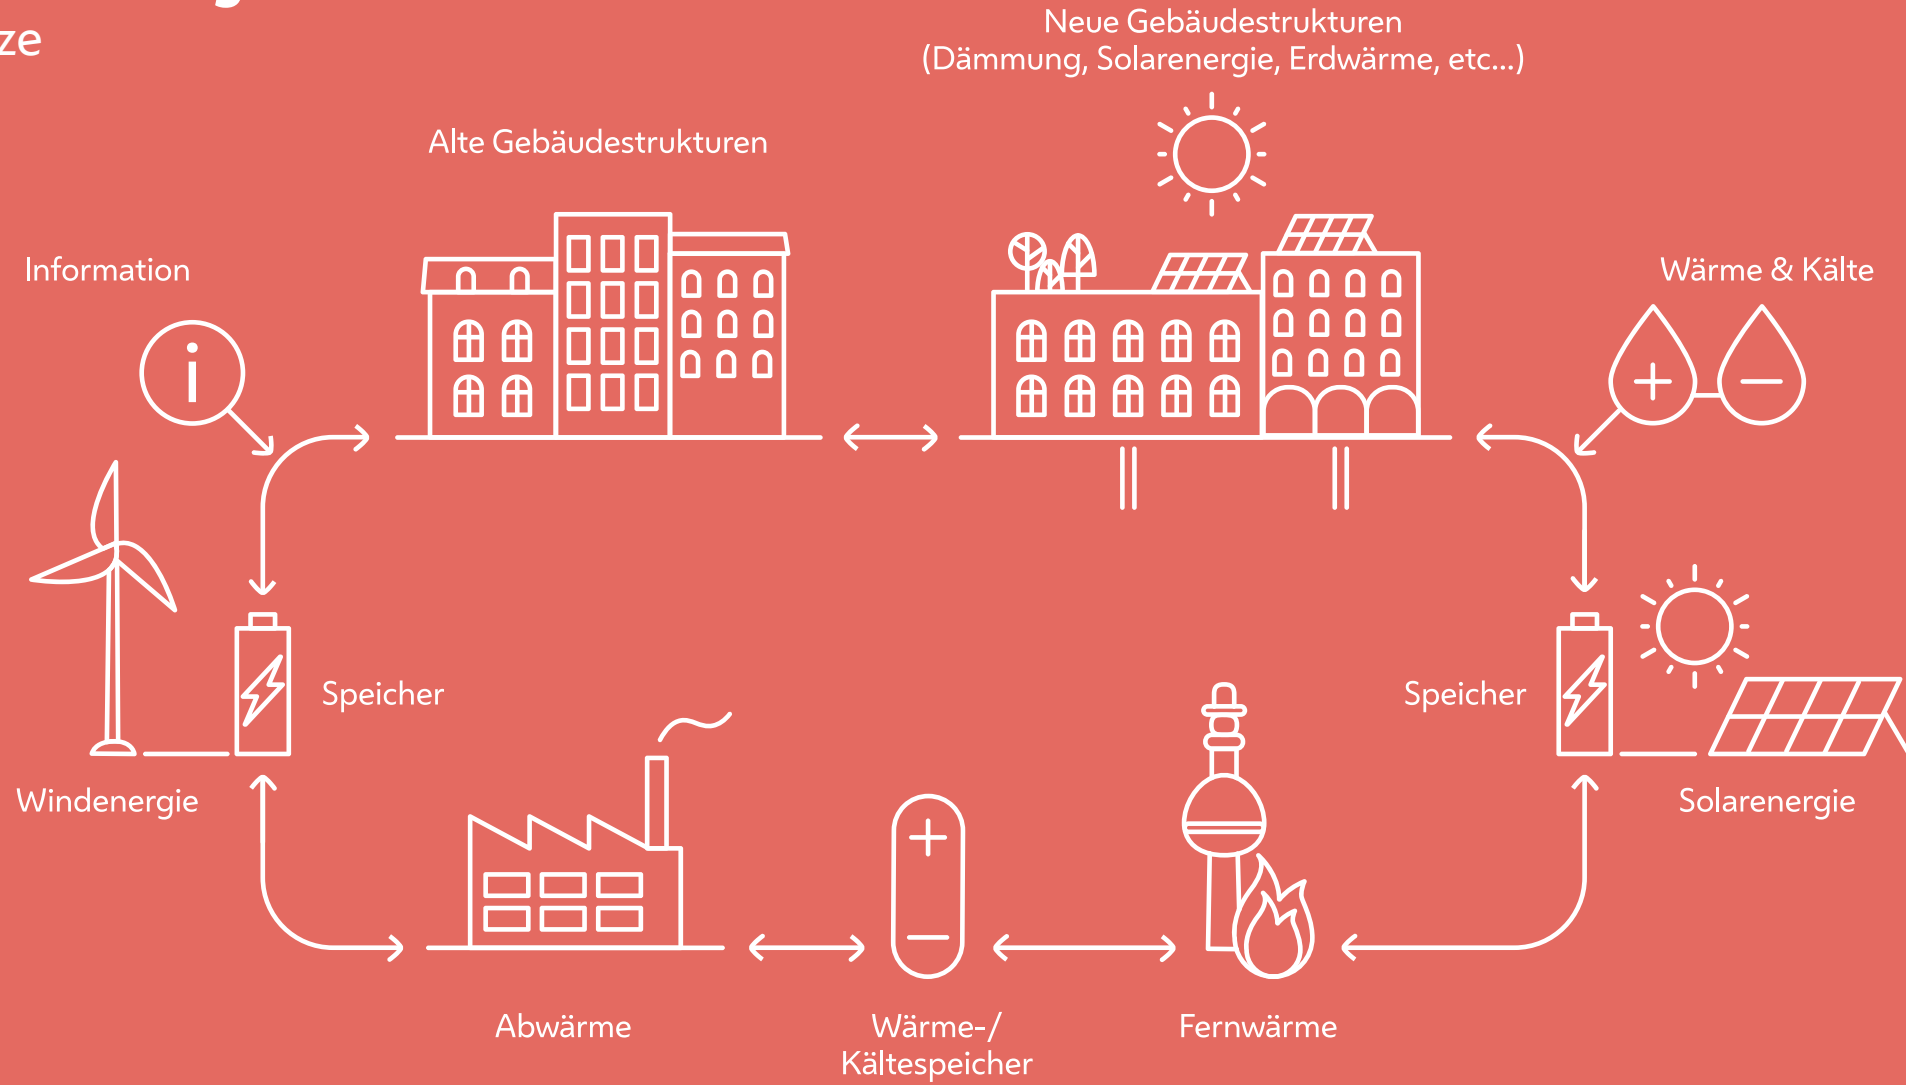 ze
Neue Gebäudestrukturen
(Dämmung, Solarenergie, Erdwärme, etc...)
Alte Gebäudestrukturen
Information
i
Wärme & Kälte
Speicher
Speicher
Windenergie
Solarenergie
Abwärme
Wärme-/
Kältespeicher
Fernwärme